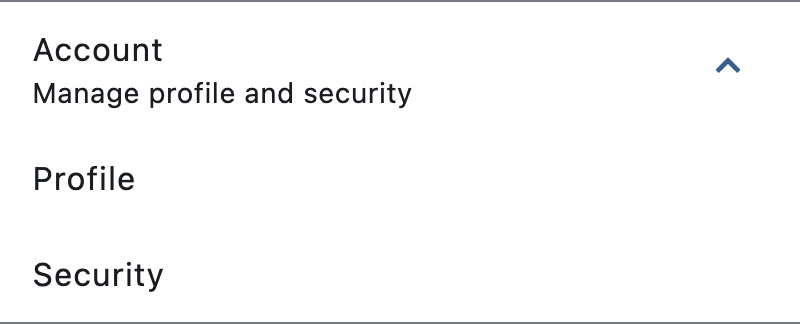 Account
Manage profile and security
Profile
Security